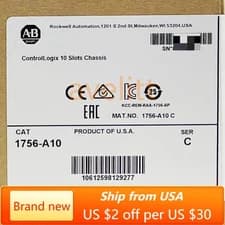 Rockwell Automation,1201 S 2nd St,Milwaukee,WI 53204,USA
AB
Allen-Bradley
SN
ControlLogix 10 Slots Chassis
CE
EAC
KCC-REM-RAA-1756-AP
MAT.NO. 1756-A10 C
CAT
PRODUCT OF U.S.A.
SER
1756-A10
C
10612598129277
Brand new
Ship from USA
US $2 off per US $30